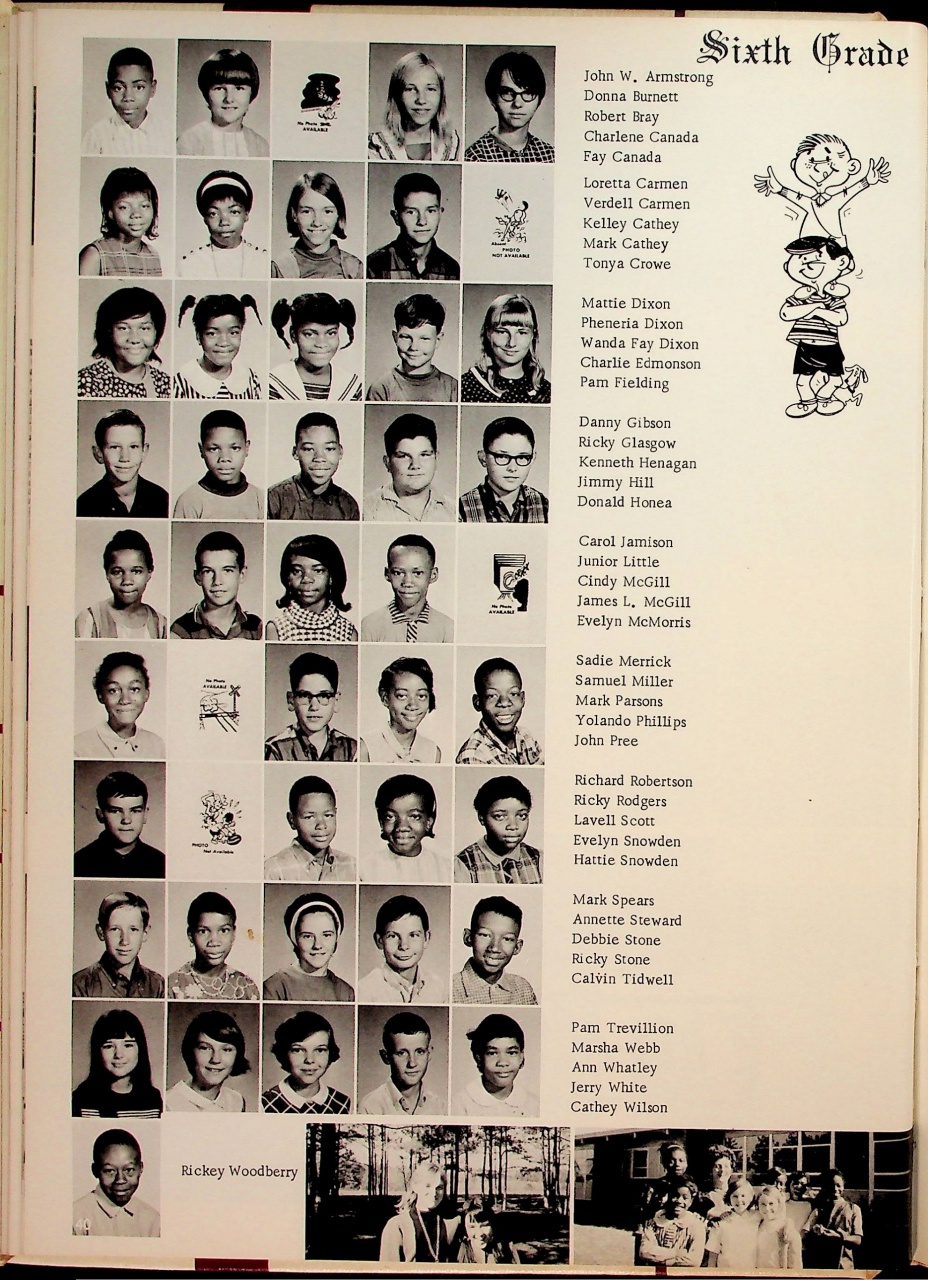 Sixth Grade
John W. Armstrong
Donna Burnett
Robert Bray
Charlene Canada
Fay Canada
No Photo
AVAILABLE
Loretta Carmen
Verdell Carmen
Kelley Cathey
Mark Cathey
Tonya Crowe
PHOTO
NOT AVAILABLE
Mattie Dixon
Pheneria Dixon
Wanda Fay Dixon
Charlie Edmonson
Pam Fielding
Danny Gibson
Ricky Glasgow
Kenneth Henagan
Jimmy Hill
Donald Honea
Carol Jamison
Junior Little
Cindy McGill
James L. McGill
Evelyn McMorris
No Photo
AVAILABLE
Sadie Merrick
Samuel Miller
Mark Parsons
Yolando Phillips
John Pree
No Photo
AVAILABLE
Richard Robertson
Ricky Rodgers
Lavell Scott
Evelyn Snowden
Hattie Snowden
PHOTO
Not Available
Mark Spears
Annette Steward
Debbie Stone
Ricky Stone
Calvin Tidwell
Pam Trevillion
Marsha Webb
Ann Whatley
Jerry White
Cathey Wilson
Rickey Woodberry
40